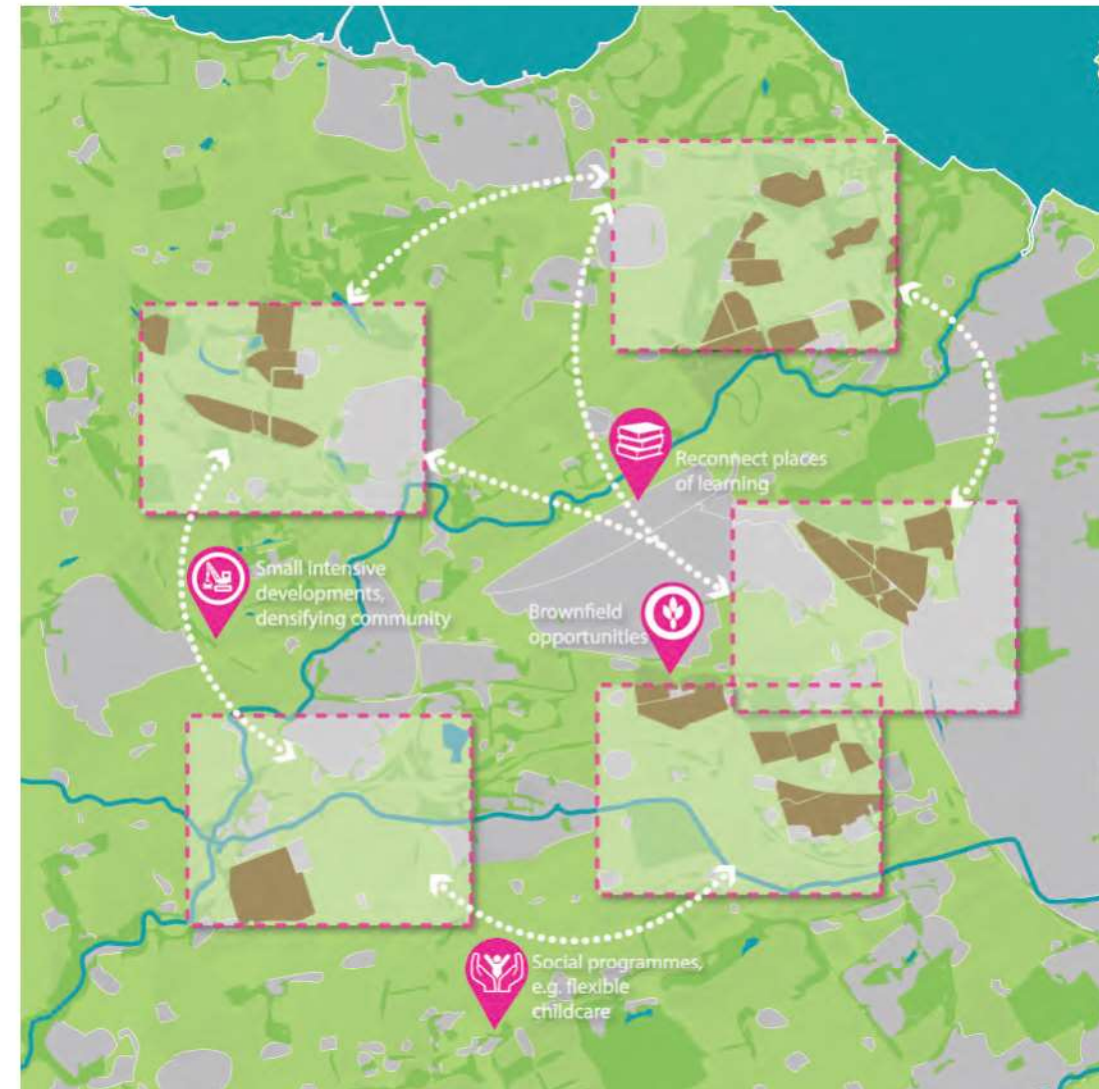 Reconnect places
of learning
Small intensive
developments,
densifying community
Brownfield
opportunities
Social programmes,
e.g. flexible
childcare